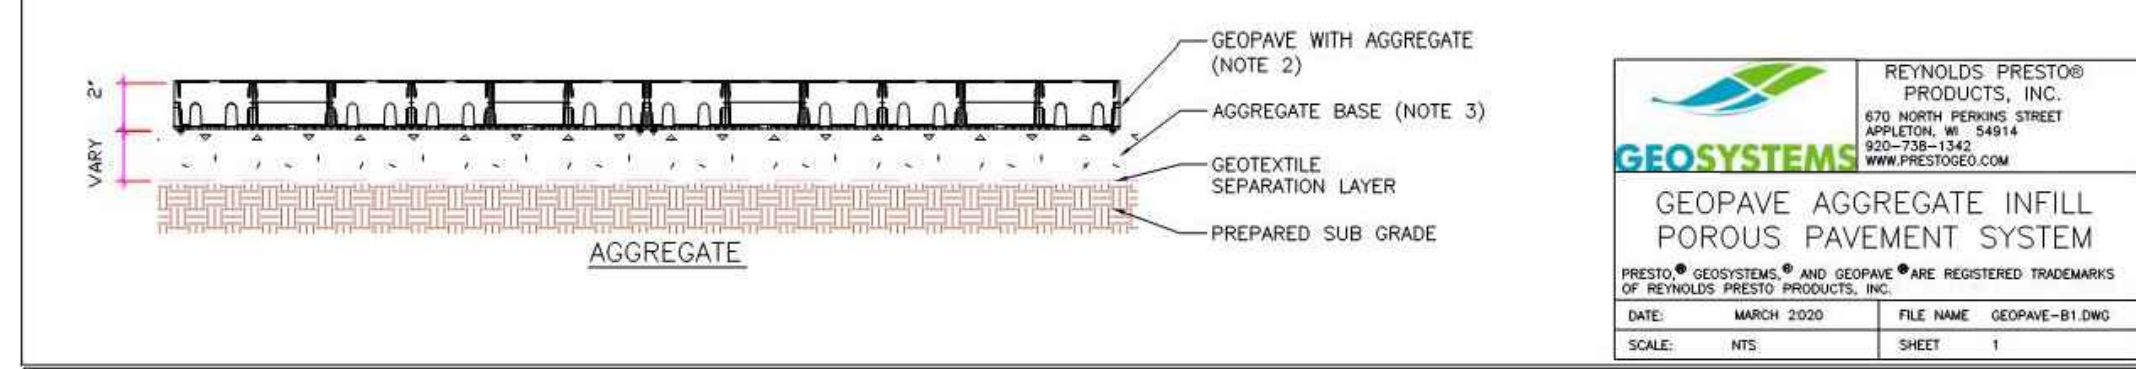 2"
VARY
GEOPAVE WITH AGGREGATE
(NOTE 2)
AGGREGATE BASE (NOTE 3)
GEOTEXTILE
SEPARATION LAYER
PREPARED SUB GRADE
AGGREGATE
GEOSYSTEMS
REYNOLDS PRESTO®
PRODUCTS, INC.
670 NORTH PERKINS STREET
APPLETON, WI 54914
920-738-1342
WWW.PRESTOGEO.COM
GEOPAVE AGGREGATE INFILL
POROUS PAVEMENT SYSTEM
PRESTO,® GEOSYSTEMS,® AND GEOPAVE ® ARE REGISTERED TRADEMARKS
OF REYNOLDS PRESTO PRODUCTS, INC.
DATE: MARCH 2020
FILE NAME GEOPAVE-B1.DWG
SCALE: NTS
SHEET 1